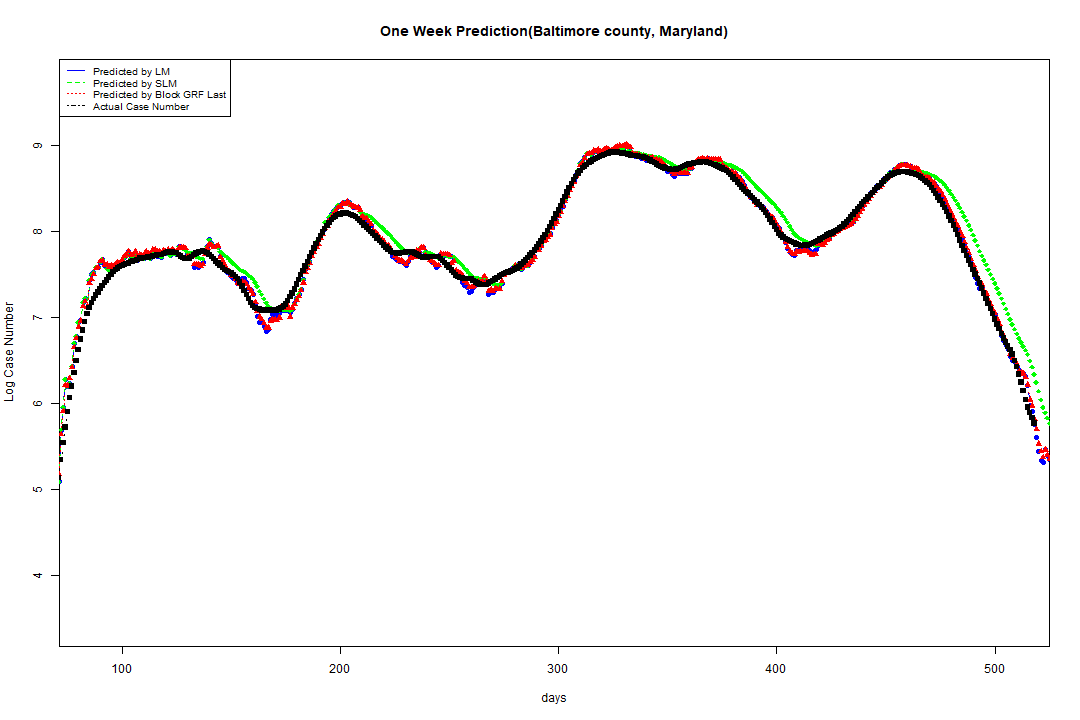 One Week Prediction(Baltimore county, Maryland)
Predicted by LM
Predicted by SLM
Predicted by Block GRF Last
Actual Case Number
9
8
7
6
5
4
Log Case Number
100 200 300 400 500
days